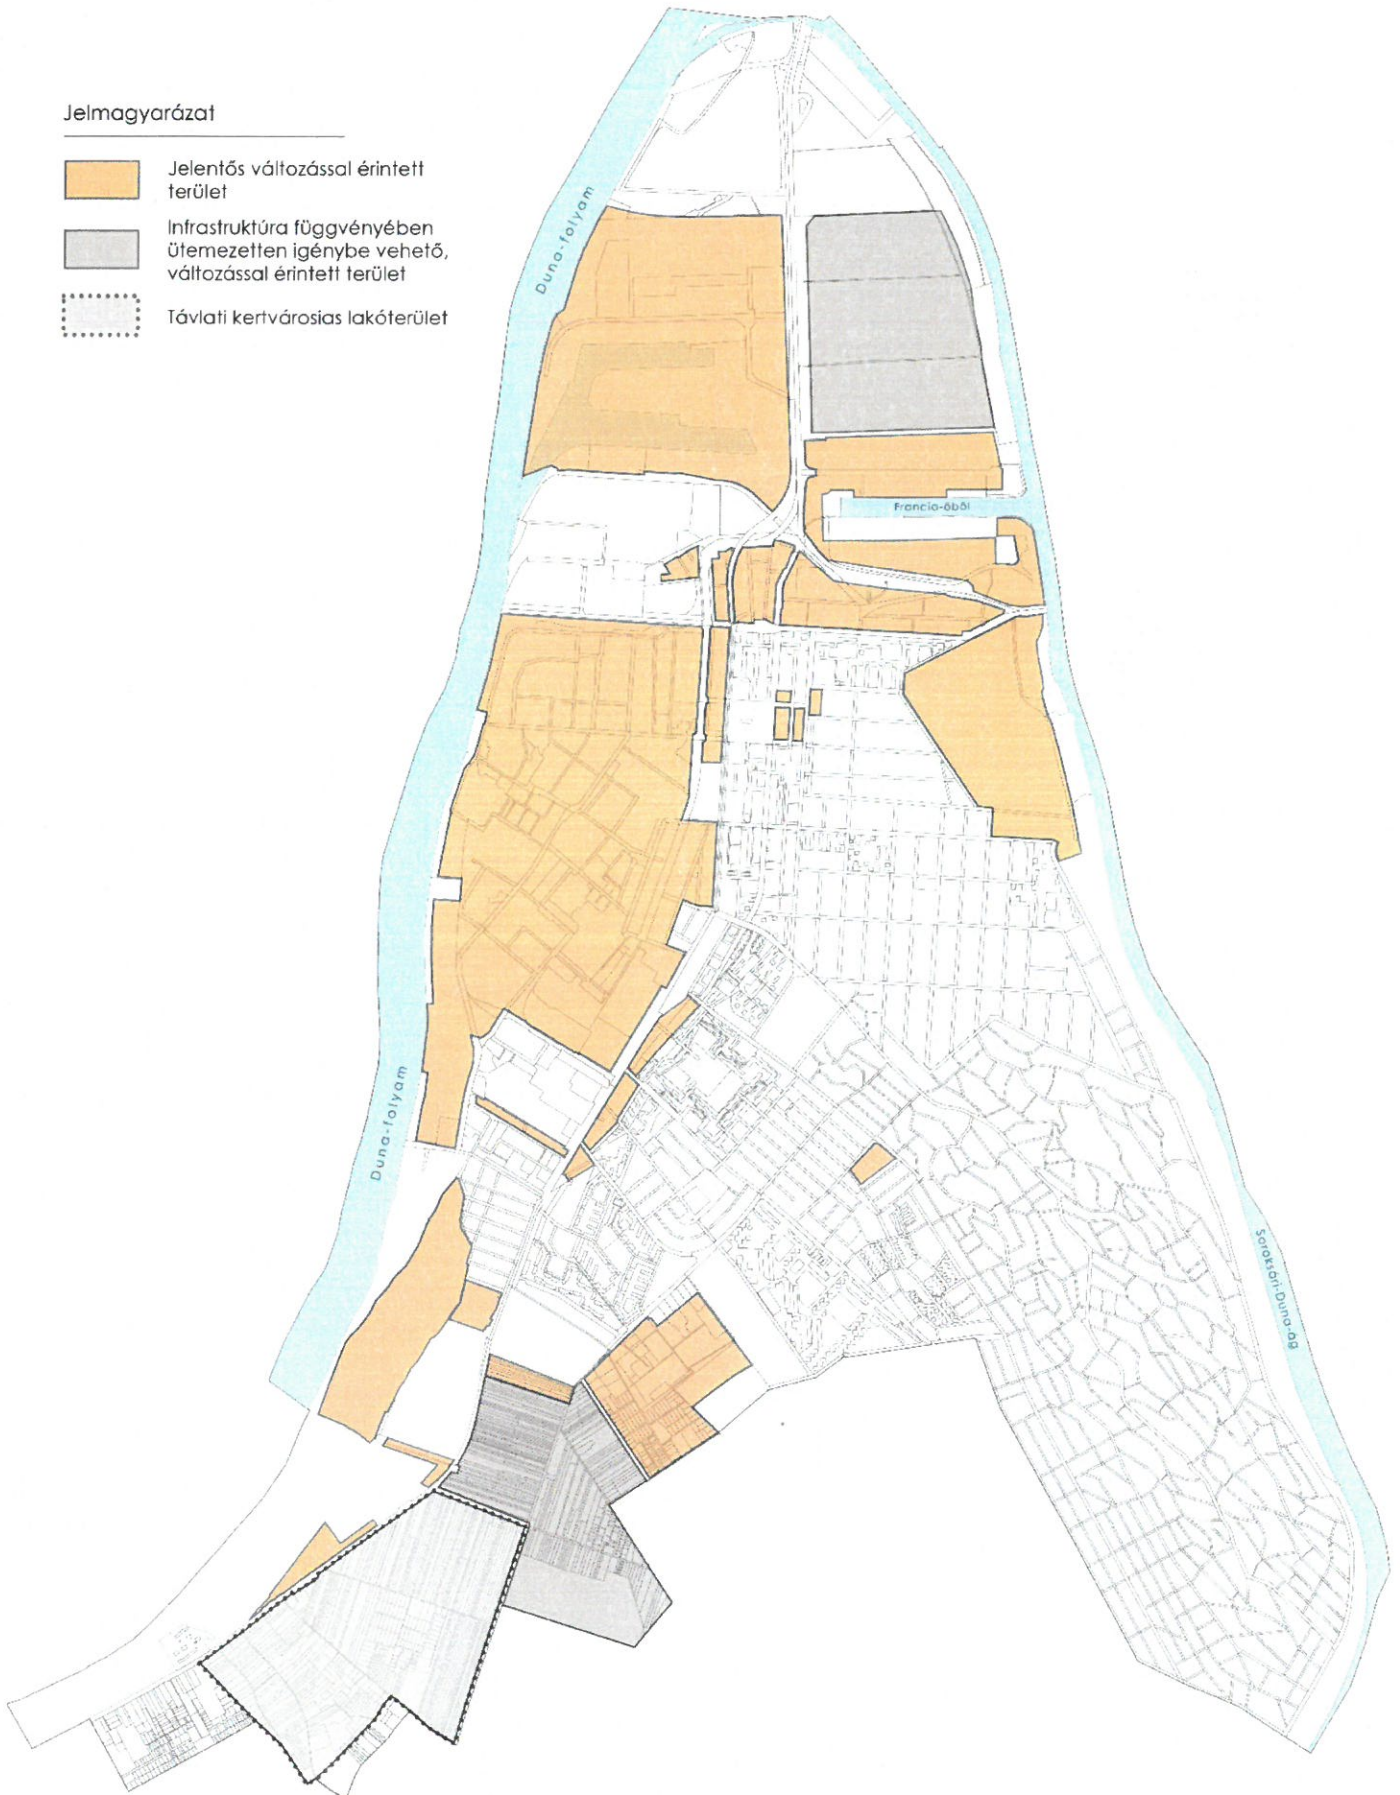 Jelmagyarázat
Jelentős változással érintett
terület
Infrastruktúra függvényében
ütemezetten igénybe vehető,
változással érintett terület
Távlati kertvárosias lakóterület
Duna-folyam
Francia-öböl
Duna-folyam
Soroksári-Duna-ág